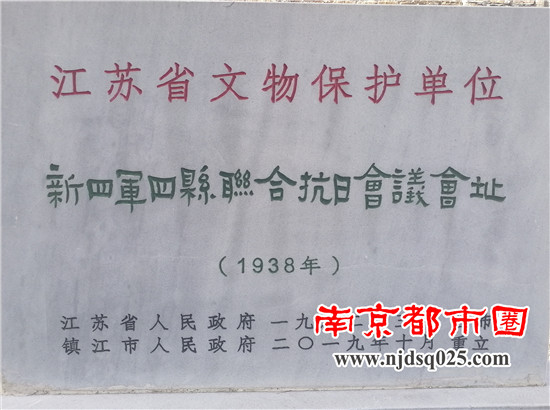 江苏省文物保护单位
新四軍四縣聯合抗日會議會址
(1938年)
江苏省人民政府 一九
镇江市人民政府 二〇一九年十月 重立
南京都市圈
www.njdsq025.com